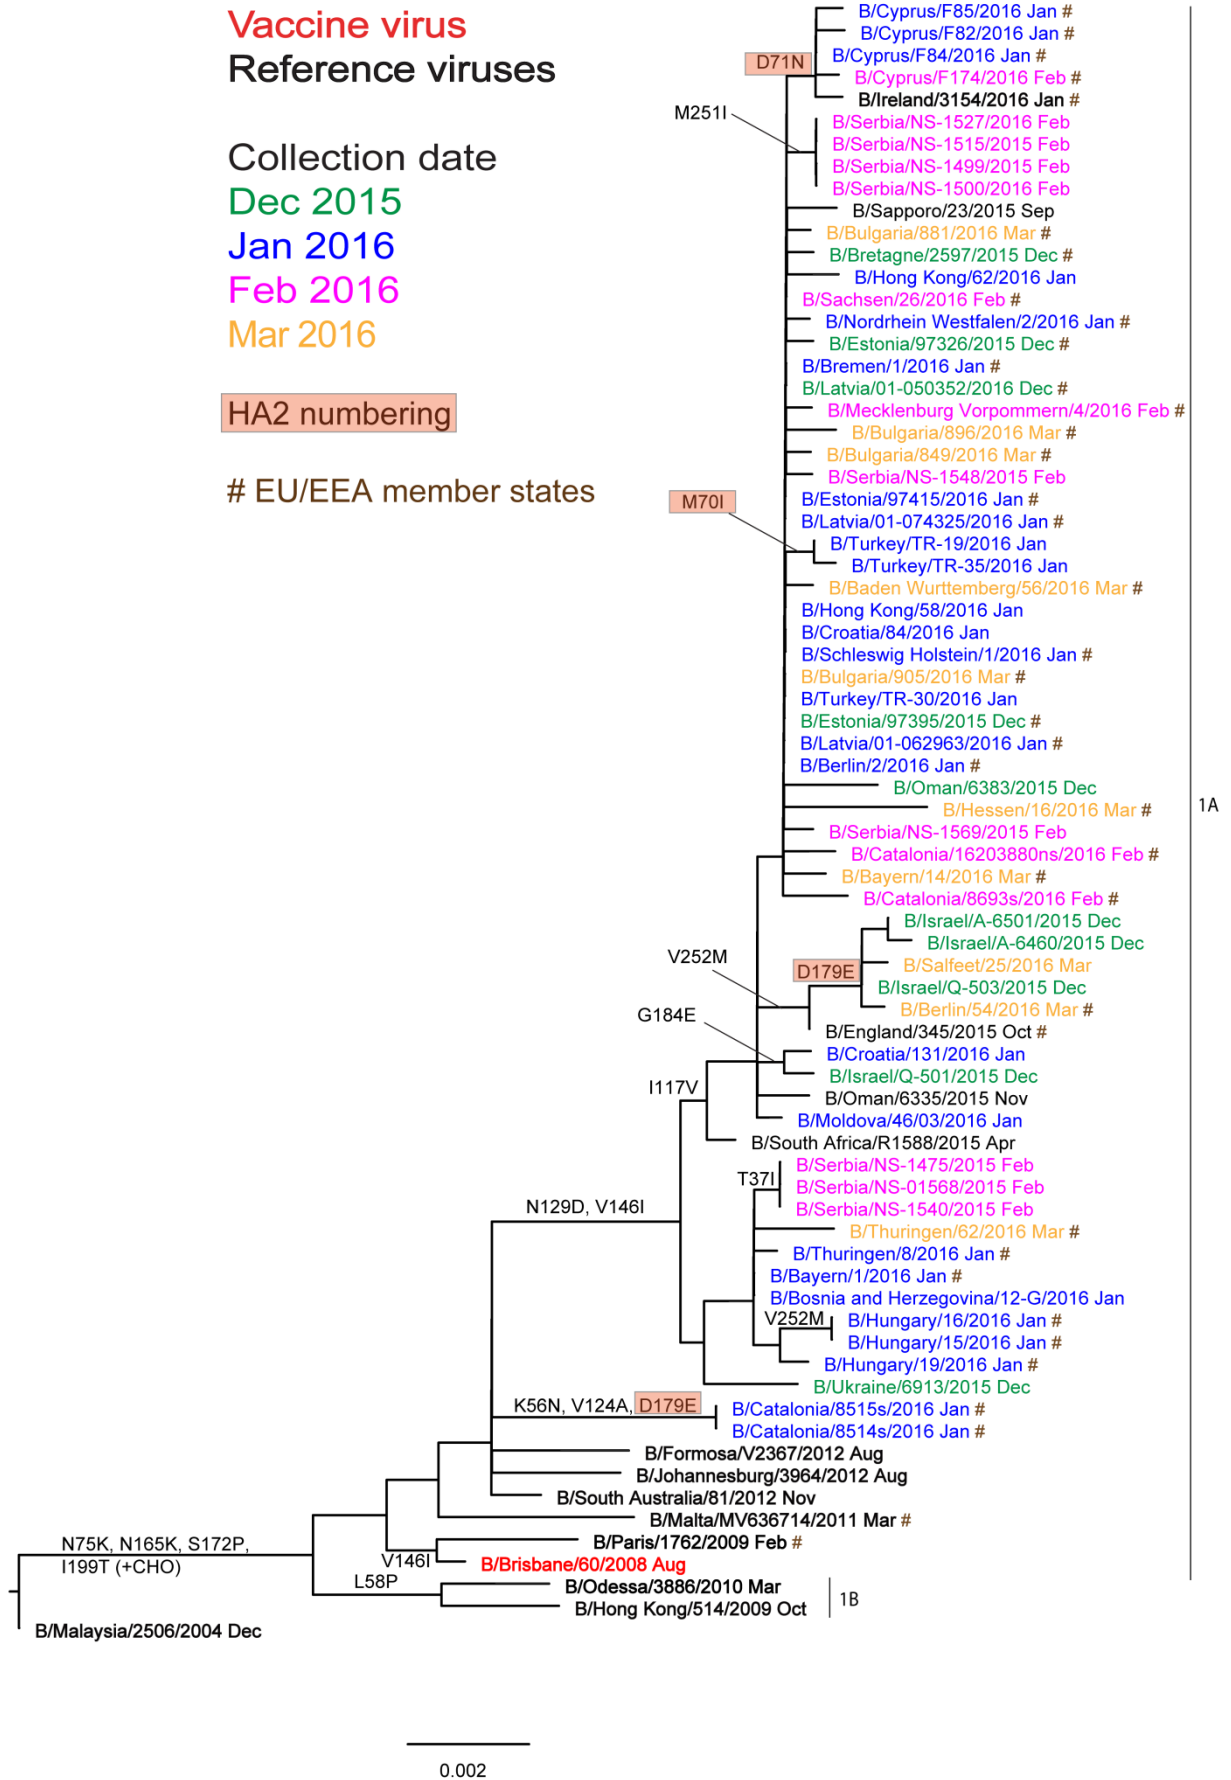 Vaccine virus
Reference viruses
Collection date
Dec 2015
Jan 2016
Feb 2016
Mar 2016
HA2 numbering
# EU/EEA member states
B/Cyprus/F85/2016 Jan #
B/Cyprus/F82/2016 Jan #
B/Cyprus/F84/2016 Jan #
D71N
B/Cyprus/F174/2016 Feb #
B/Ireland/3154/2016 Jan #
M251I
B/Serbia/NS-1527/2016 Feb
B/Serbia/NS-1515/2015 Feb
B/Serbia/NS-1499/2015 Feb
B/Serbia/NS-1500/2016 Feb
B/Sapporo/23/2015 Sep
B/Bulgaria/881/2016 Mar #
B/Bretagne/2597/2015 Dec #
B/Hong Kong/62/2016 Jan
B/Sachsen/26/2016 Feb #
B/Nordrhein Westfalen/2/2016 Jan #
B/Estonia/97326/2015 Dec #
B/Bremen/1/2016 Jan #
B/Latvia/01-050352/2016 Dec #
B/Mecklenburg Vorpommern/4/2016 Feb #
B/Bulgaria/896/2016 Mar #
B/Bulgaria/849/2016 Mar #
B/Serbia/NS-1548/2015 Feb
M70I
B/Estonia/97415/2016 Jan #
B/Latvia/01-074325/2016 Jan #
B/Turkey/TR-19/2016 Jan
B/Turkey/TR-35/2016 Jan
B/Baden Wurttemberg/56/2016 Mar #
B/Hong Kong/58/2016 Jan
B/Croatia/84/2016 Jan
B/Schleswig Holstein/1/2016 Jan #
B/Bulgaria/905/2016 Mar #
B/Turkey/TR-30/2016 Jan
B/Estonia/97395/2015 Dec #
B/Latvia/01-062963/2016 Jan #
B/Berlin/2/2016 Jan #
B/Oman/6383/2015 Dec
1A
B/Hessen/16/2016 Mar #
B/Serbia/NS-1569/2015 Feb
B/Catalonia/16203880ns/2016 Feb #
B/Bayern/14/2016 Mar #
B/Catalonia/8693s/2016 Feb #
B/Israel/A-6501/2015 Dec
B/Israel/A-6460/2015 Dec
V252M
D179E
B/Salfeet/25/2016 Mar
B/Israel/Q-503/2015 Dec
B/Berlin/54/2016 Mar #
G184E
B/England/345/2015 Oct #
B/Croatia/131/2016 Jan
B/Israel/Q-501/2015 Dec
I117V
B/Oman/6335/2015 Nov
B/Moldova/46/03/2016 Jan
B/South Africa/R1588/2015 Apr
B/Serbia/NS-1475/2015 Feb
T37I
B/Serbia/NS-01568/2015 Feb
N129D, V146I
B/Serbia/NS-1540/2015 Feb
B/Thuringen/62/2016 Mar #
B/Thuringen/8/2016 Jan #
B/Bayern/1/2016 Jan #
B/Bosnia and Herzegovina/12-G/2016 Jan
V252M
B/Hungary/16/2016 Jan #
B/Hungary/15/2016 Jan #
B/Hungary/19/2016 Jan #
B/Ukraine/6913/2015 Dec
K56N, V124A, D179E
B/Catalonia/8515s/2016 Jan #
B/Catalonia/8514s/2016 Jan #
B/Formosa/V2367/2012 Aug
B/Johannesburg/3964/2012 Aug
B/South Australia/81/2012 Nov
B/Malta/MV636714/2011 Mar #
N75K, N165K, S172P,
I199T (+CHO)
B/Paris/1762/2009 Feb #
V146I
B/Brisbane/60/2008 Aug
L58P
B/Odessa/3886/2010 Mar
1B
B/Hong Kong/514/2009 Oct
B/Malaysia/2506/2004 Dec
0.002